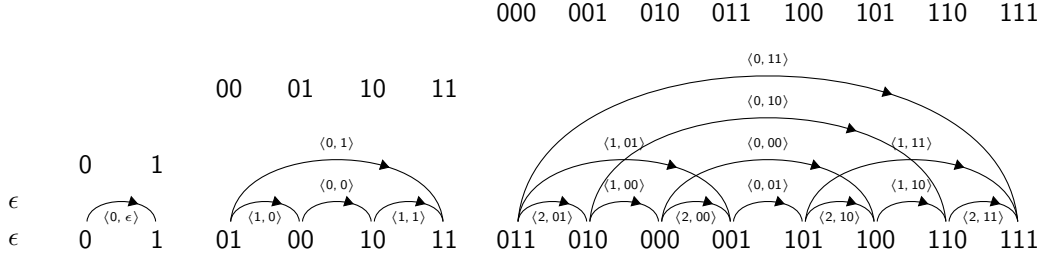 000 001 010 011 100 101 110 111
⟨0, 11⟩
00 01 10 11
⟨0, 10⟩
⟨0, 1⟩ ⟨1, 01⟩ ⟨0, 00⟩ ⟨1, 11⟩
0 1
⟨0, 0⟩ ⟨1, 00⟩ ⟨0, 01⟩ ⟨1, 10⟩
ϵ
⟨0, ϵ⟩ ⟨1, 0⟩ ⟨1, 1⟩ ⟨2, 01⟩ ⟨2, 00⟩ ⟨2, 10⟩ ⟨2, 11⟩
ϵ 0 1 01 00 10 11 011 010 000 001 101 100 110 111